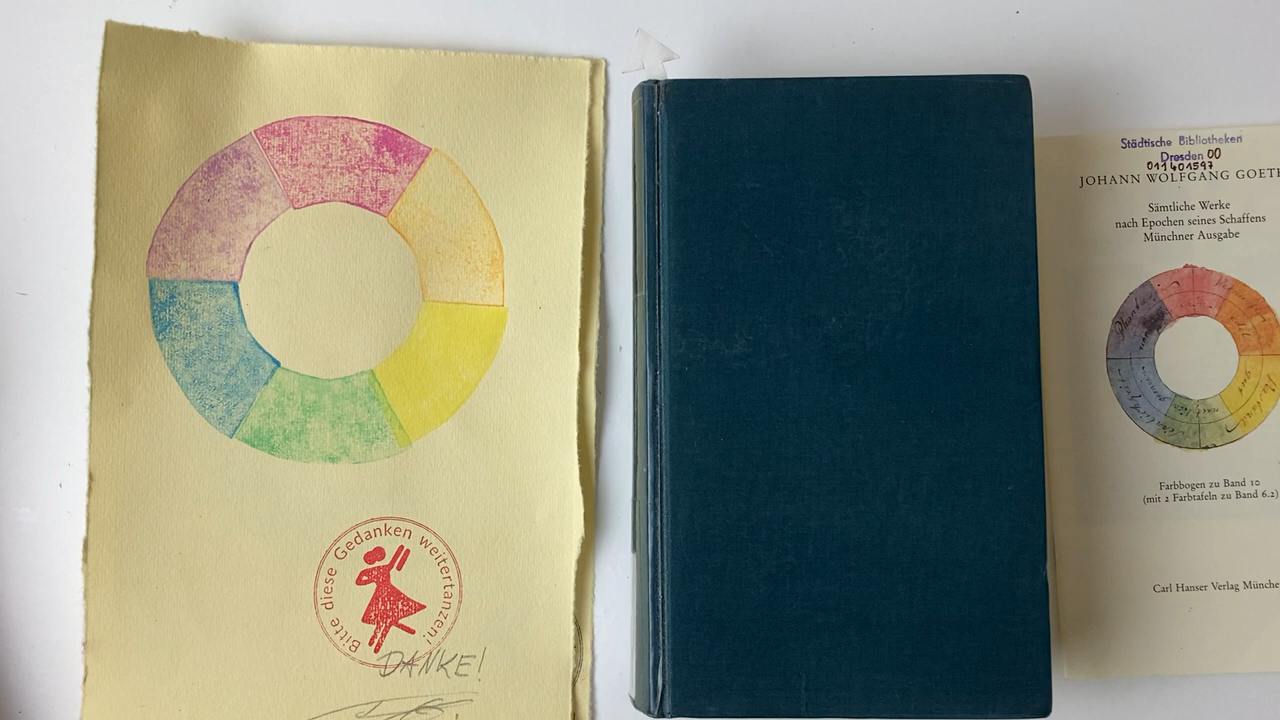 Bitte diese Gedanken weitertanzen!
DANKE!
Städtische Bibliotheken
Dresden 00
011401597
JOHANN WOLFGANG GOETH
Sämtliche Werke
nach Epochen seines Schaffens
Münchner Ausgabe
Farbbogen zu Band 10
(mit 2 Farbtafeln zu Band 6.2)
Carl Hanser Verlag Münche